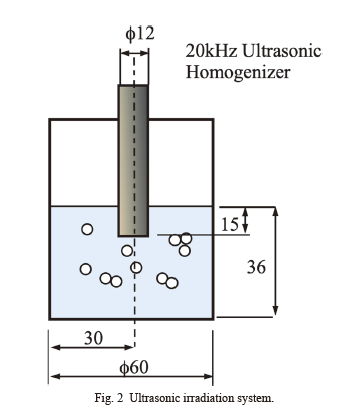 ϕ12
20kHz Ultrasonic
Homogenizer
15
36
30
ϕ60
Fig. 2 Ultrasonic irradiation system.